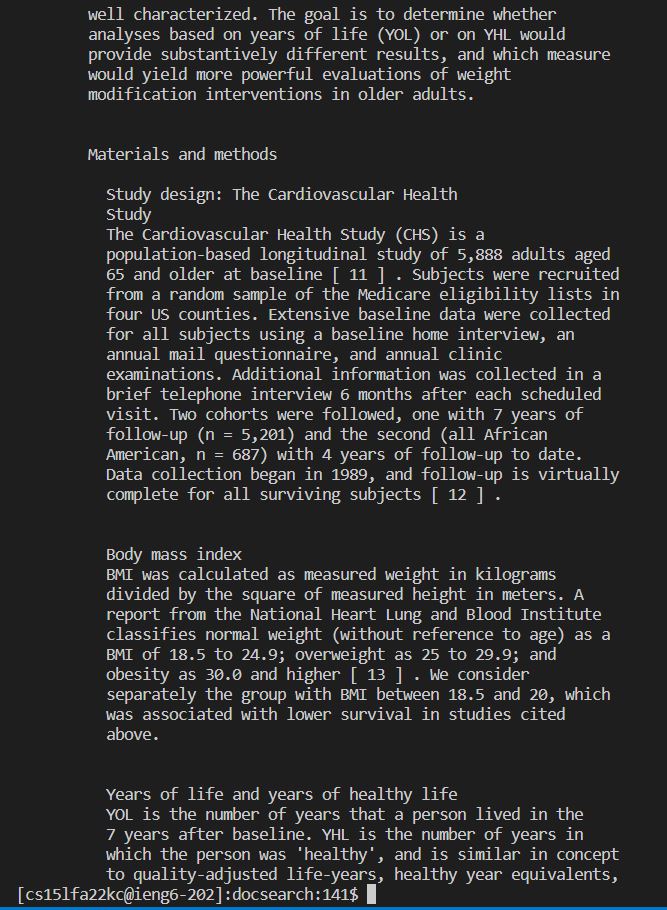 well characterized. The goal is to determine whether
analyses based on years of life (YOL) or on YHL would
provide substantively different results, and which measure
would yield more powerful evaluations of weight
modification interventions in older adults.
Materials and methods
Study design: The Cardiovascular Health
Study
The Cardiovascular Health Study (CHS) is a
population-based longitudinal study of 5,888 adults aged
65 and older at baseline [ 11 ] . Subjects were recruited
from a random sample of the Medicare eligibility lists in
four US counties. Extensive baseline data were collected
for all subjects using a baseline home interview, an
annual mail questionnaire, and annual clinic
examinations. Additional information was collected in a
brief telephone interview 6 months after each scheduled
visit. Two cohorts were followed, one with 7 years of
follow-up (n = 5,201) and the second (all African
American, n = 687) with 4 years of follow-up to date.
Data collection began in 1989, and follow-up is virtually
complete for all surviving subjects [ 12 ] .
Body mass index
BMI was calculated as measured weight in kilograms
divided by the square of measured height in meters. A
report from the National Heart Lung and Blood Institute
classifies normal weight (without reference to age) as a
BMI of 18.5 to 24.9; overweight as 25 to 29.9; and
obesity as 30.0 and higher [ 13 ] . We consider
separately the group with BMI between 18.5 and 20, which
was associated with lower survival in studies cited
above.
Years of life and years of healthy life
YOL is the number of years that a person lived in the
7 years after baseline. YHL is the number of years in
which the person was 'healthy', and is similar in concept
to quality-adjusted life-years, healthy year equivalents,
[cs15lfa22kc@ieng6-202]:docsearch:141$